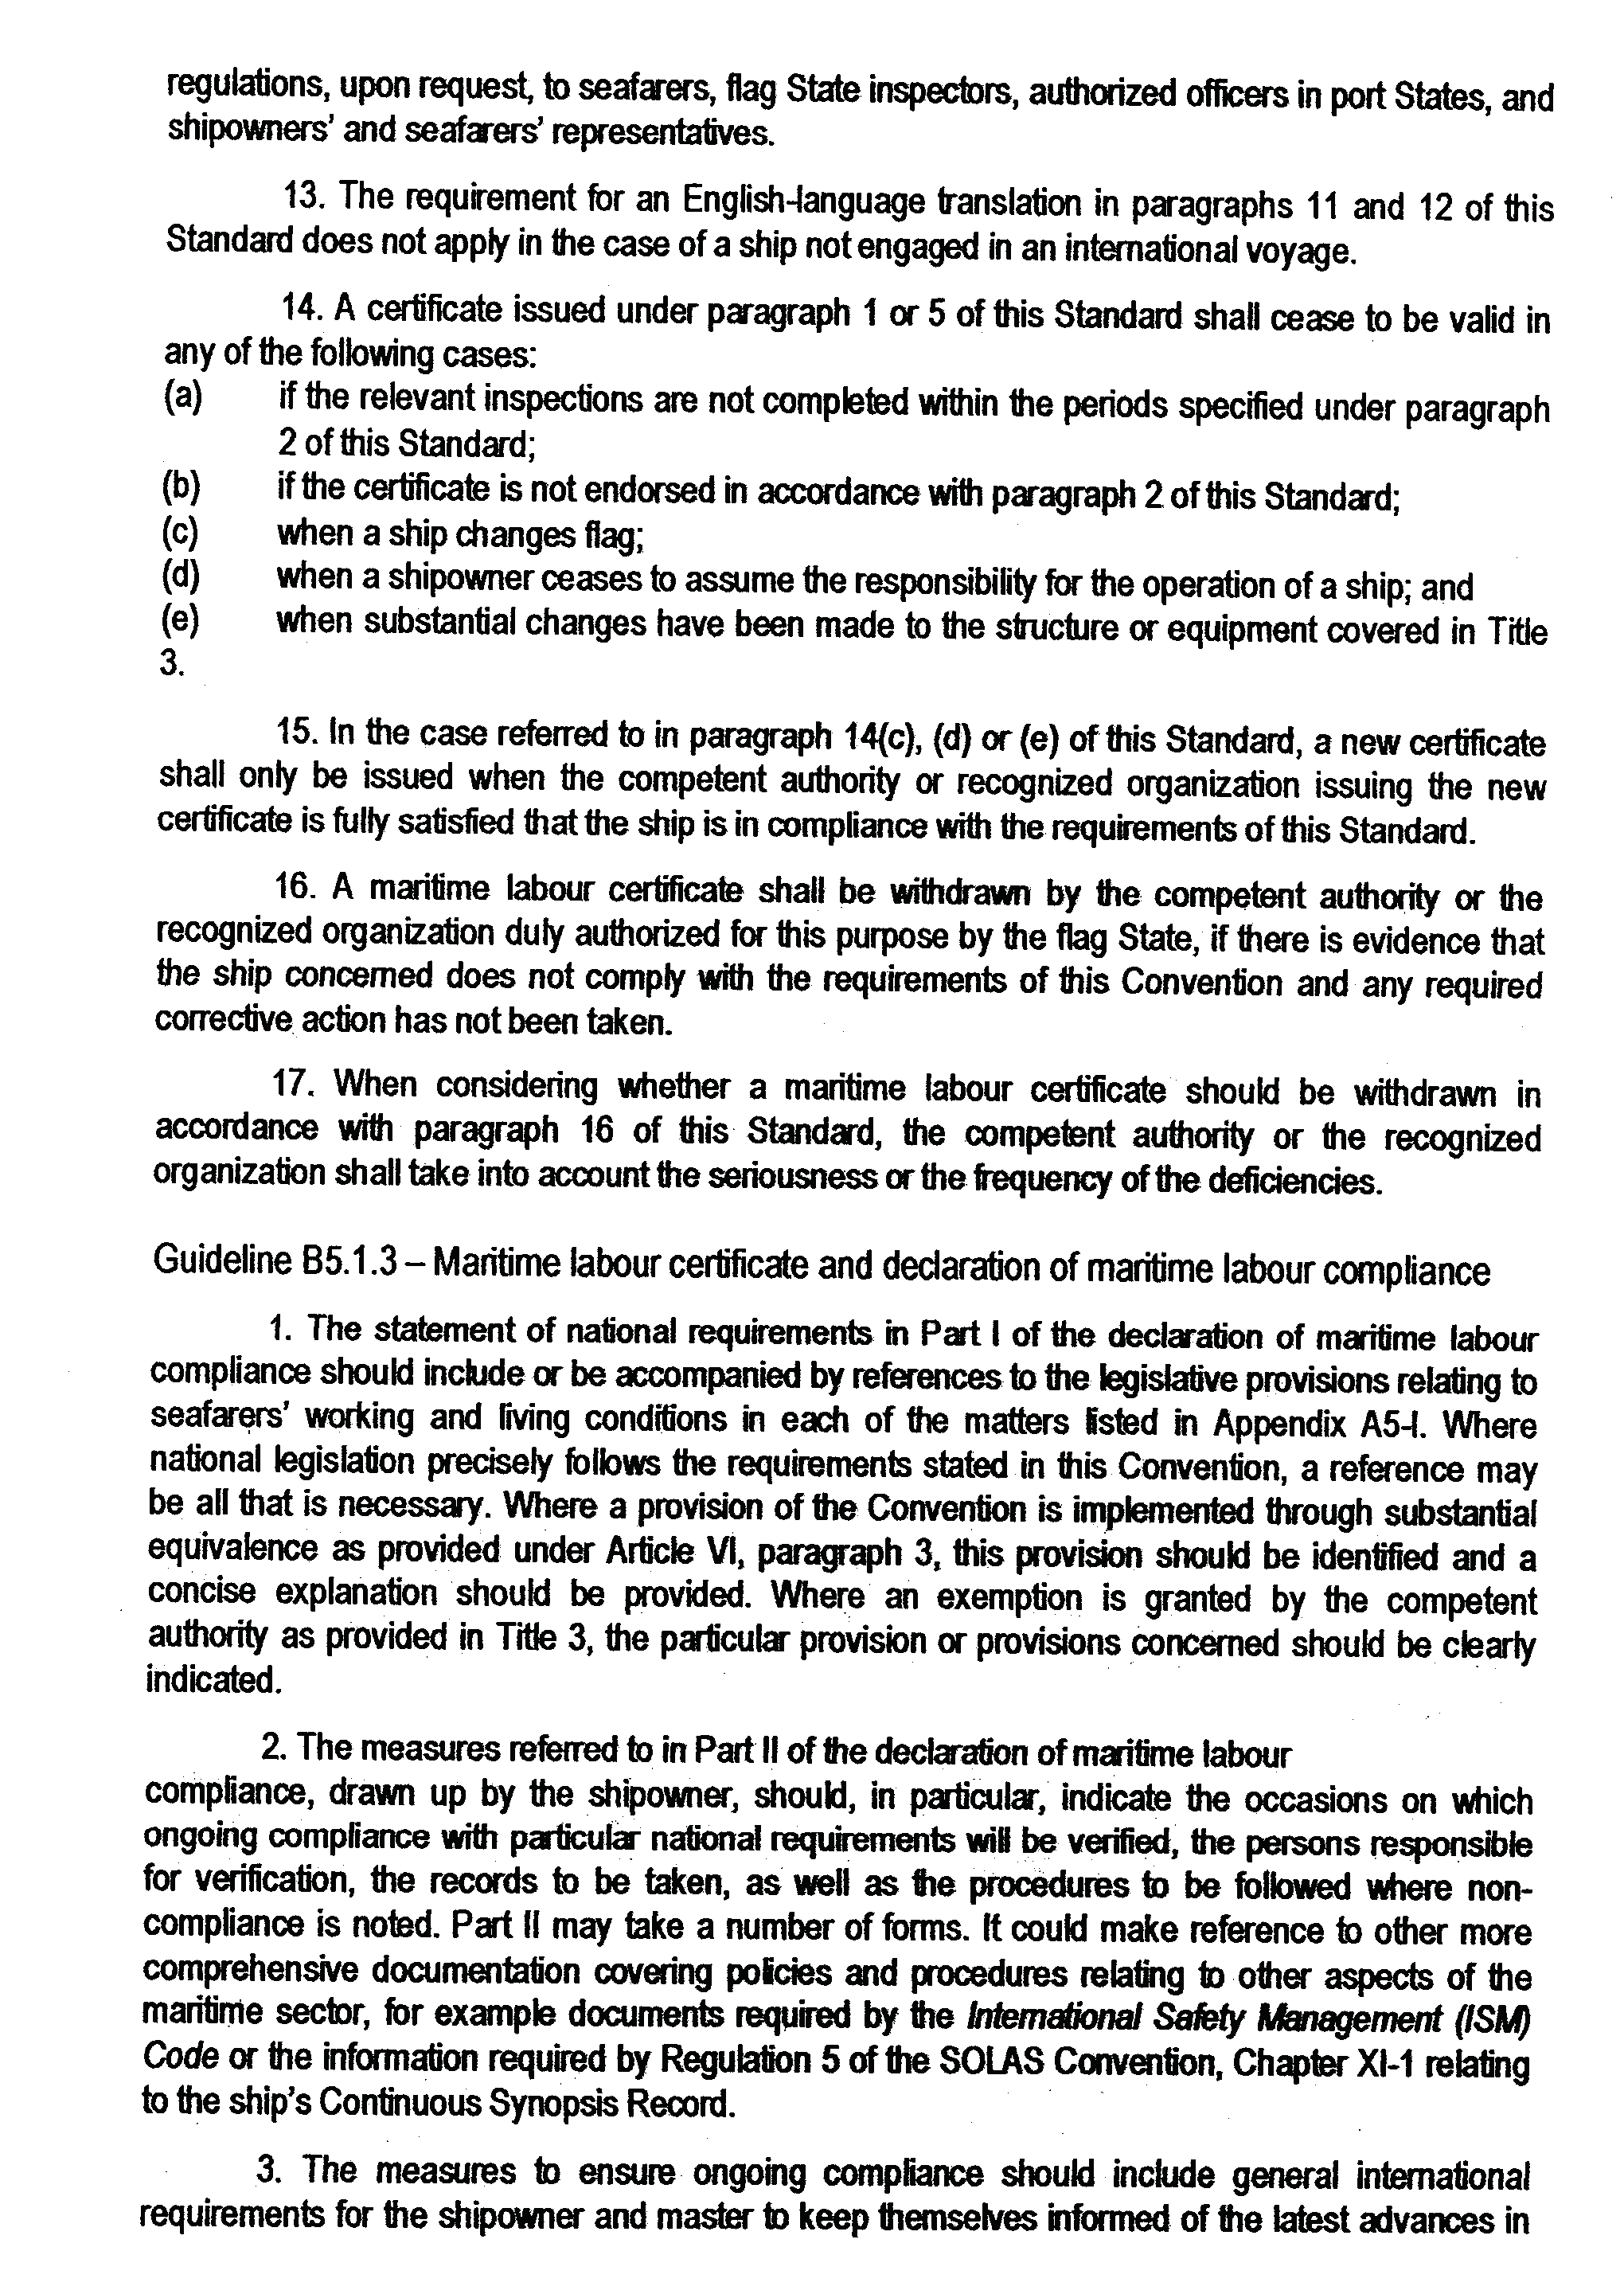 regulations, upon request, to seafarers, flag State inspectors, authorized officers in port States, and
shipowners' and seafarers' representatives.
13. The requirement for an English-language translation in paragraphs 11 and 12 of this
Standard does not apply in the case of a ship not engaged in an international voyage.
14. A certificate issued under paragraph 1 or 5 of this Standard shall cease to be valid in
any of the following cases:
(a) if the relevant inspections are not completed within the periods specified under paragraph
2 of this Standard;
(b) if the certificate is not endorsed in accordance with paragraph 2 of this Standard;
(c) when a ship changes flag;
(d) when a shipowner ceases to assume the responsibility for the operation of a ship; and
(e) when substantial changes have been made to the structure or equipment covered in Title
3.
15. In the case referred to in paragraph 14(c), (d) or (e) of this Standard, a new certificate
shall only be issued when the competent authority or recognized organization issuing the new
certificate is fully satisfied that the ship is in compliance with the requirements of this Standard.
16. A maritime labour certificate shall be withdrawn by the competent authority or the
recognized organization duly authorized for this purpose by the flag State, if there is evidence that
the ship concerned does not comply with the requirements of this Convention and any required
corrective action has not been taken.
17. When considering whether a maritime labour certificate should be withdrawn in
accordance with paragraph 16 of this Standard, the competent authority or the recognized
organization shall take into account the seriousness or the frequency of the deficiencies.
Guideline B5.1.3 – Maritime labour certificate and declaration of maritime labour compliance
1. The statement of national requirements in Part I of the declaration of maritime labour
compliance should include or be accompanied by references to the legislative provisions relating to
seafarers' working and living conditions in each of the matters listed in Appendix A5-I. Where
national legislation precisely follows the requirements stated in this Convention, a reference may
be all that is necessary. Where a provision of the Convention is implemented through substantial
equivalence as provided under Article VI, paragraph 3, this provision should be identified and a
concise explanation should be provided. Where an exemption is granted by the competent
authority as provided in Title 3, the particular provision or provisions concerned should be clearly
indicated.
2. The measures referred to in Part II of the declaration of maritime labour
compliance, drawn up by the shipowner, should, in particular, indicate the occasions on which
ongoing compliance with particular national requirements will be verified, the persons responsible
for verification, the records to be taken, as well as the procedures to be followed where non-
compliance is noted. Part II may take a number of forms. It could make reference to other more
comprehensive documentation covering policies and procedures relating to other aspects of the
maritime sector, for example documents required by the International Safety Management (ISM)
Code or the information required by Regulation 5 of the SOLAS Convention, Chapter XI-1 relating
to the ship's Continuous Synopsis Record.
3. The measures to ensure ongoing compliance should include general international
requirements for the shipowner and master to keep themselves informed of the latest advances in